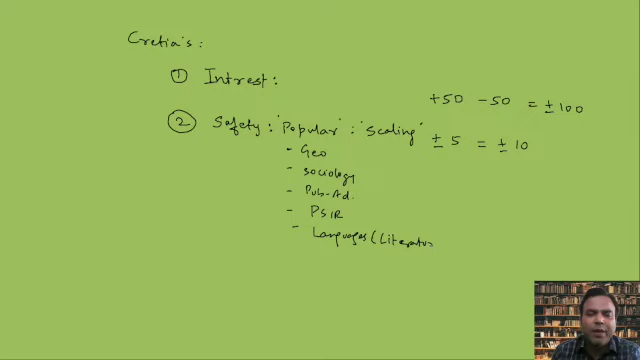 Cretia's :
① Intrest :
+50 -50 = ±100
② Safety : 'Popular' : "Scaling"
± 5 = ± 10
- Geo
- Sociology
- Pub-Ad.
- PSIR
- Languages (Literatur